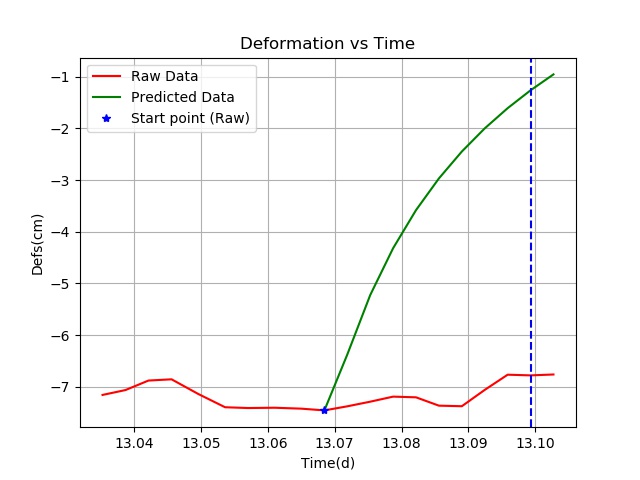 Deformation vs Time
Raw Data
Predicted Data
Start point (Raw)
−1
−2
−3
−4
−5
−6
−7
Defs(cm)
13.04 13.05 13.06 13.07 13.08 13.09 13.10
Time(d)